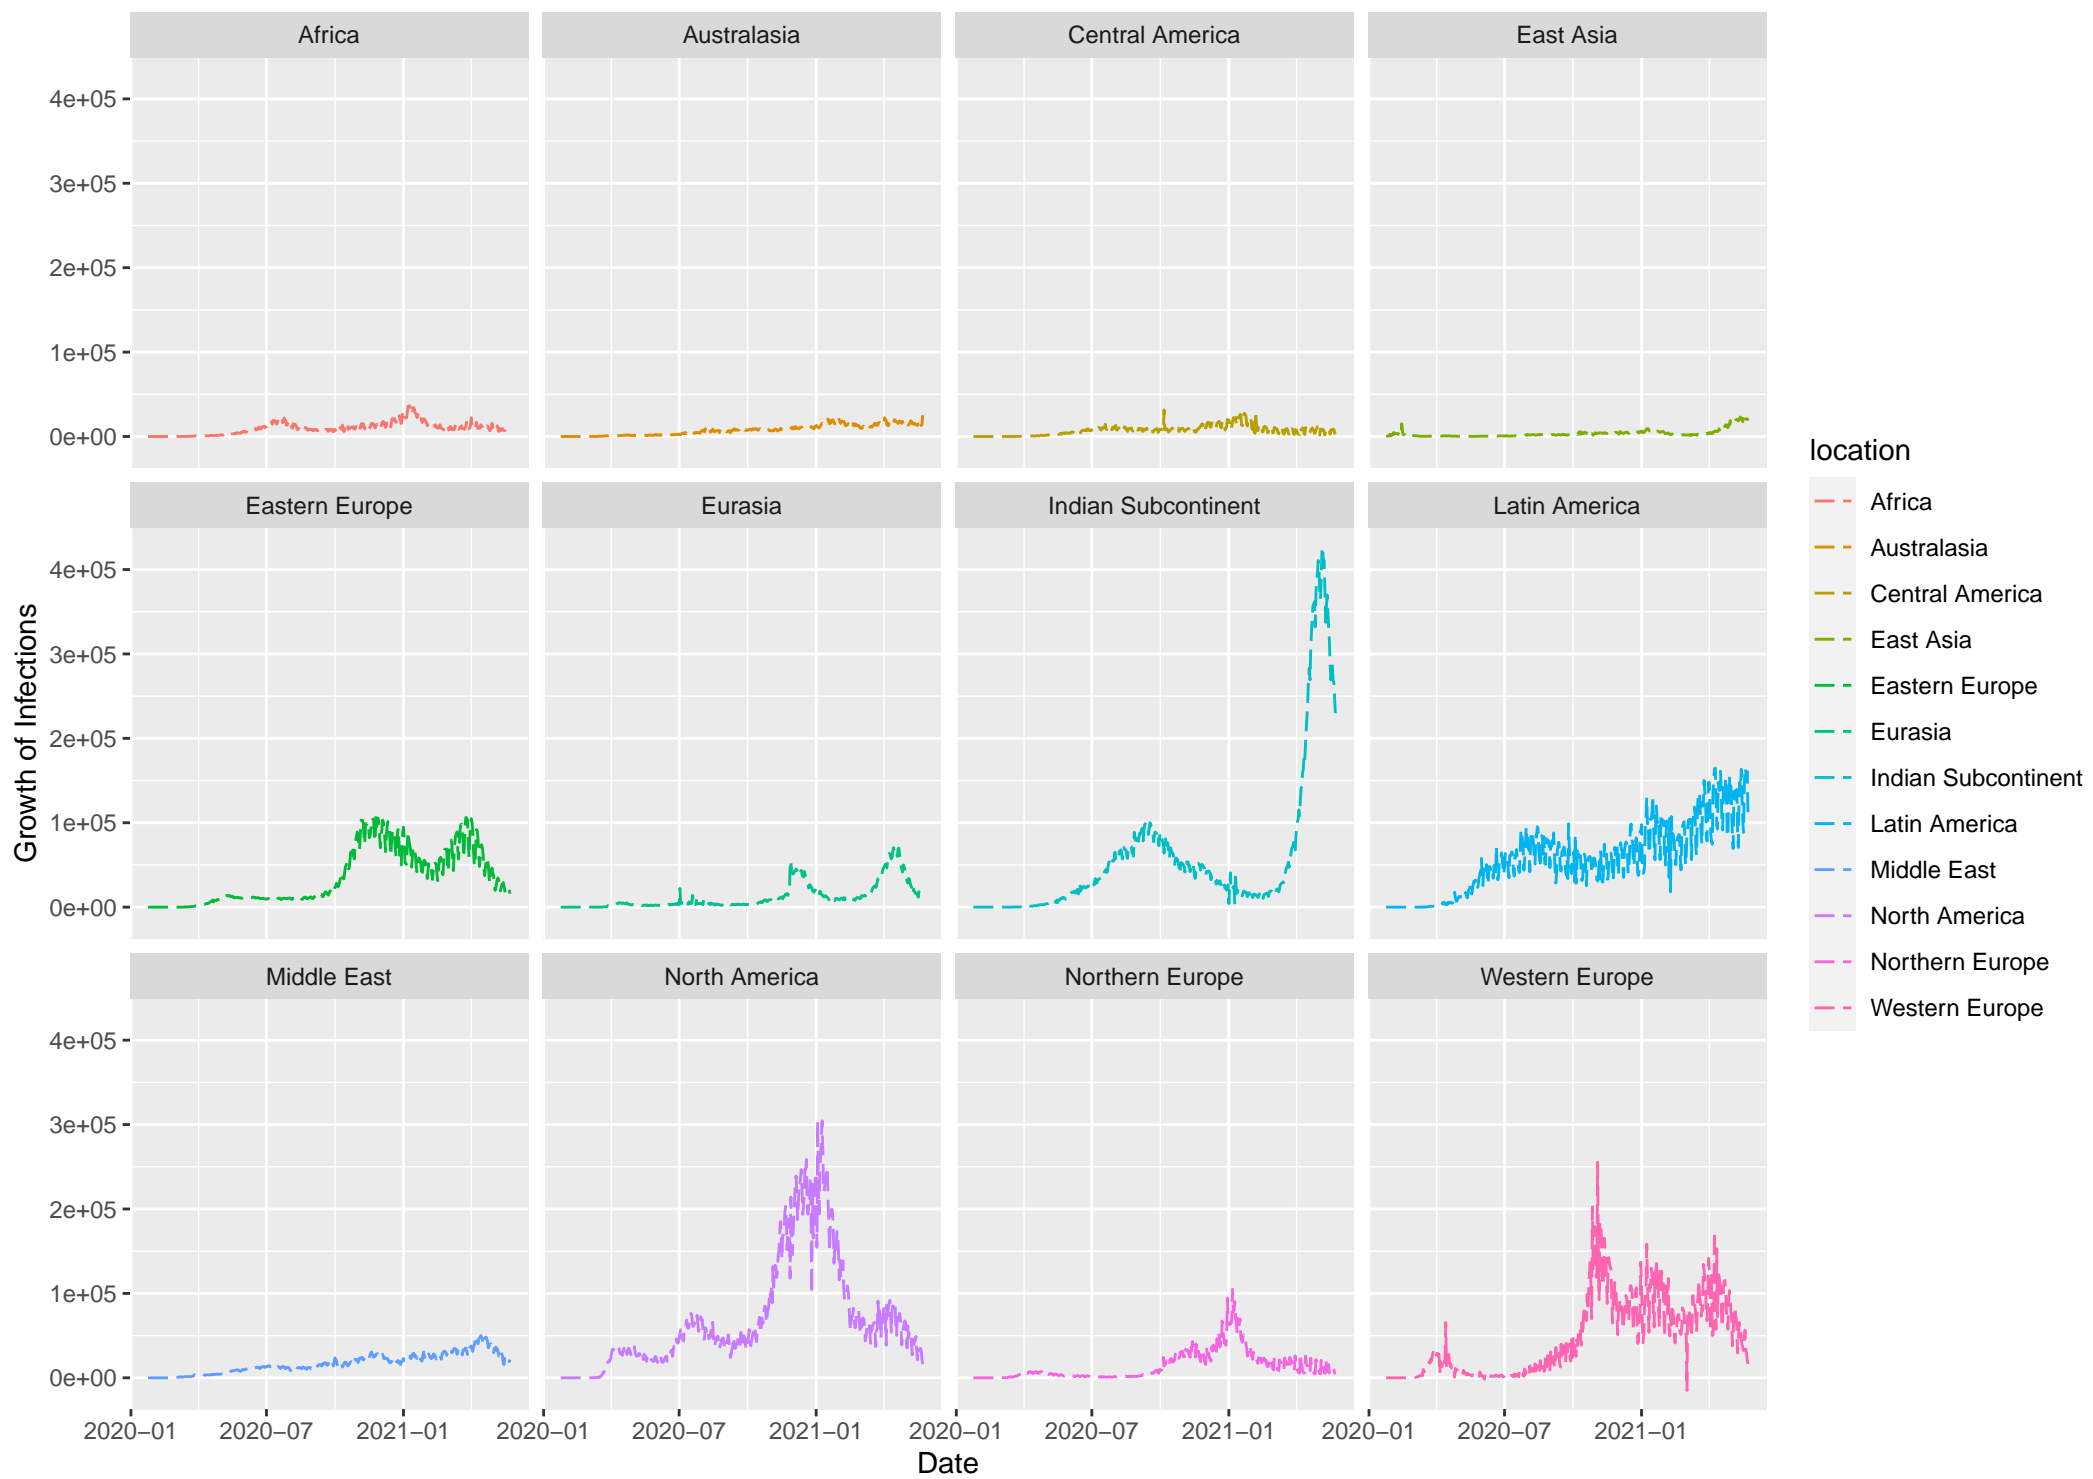 Africa
Australasia
Central America
East Asia
4e+05
3e+05
2e+05
1e+05
0e+00
Eastern Europe
Eurasia
Indian Subcontinent
Latin America
4e+05
3e+05
2e+05
1e+05
0e+00
Middle East
North America
Northern Europe
Western Europe
4e+05
3e+05
2e+05
1e+05
0e+00
2020−01
2020−07
2021−01
2020−01
2020−07
2021−01
2020−01
2020−07
2021−01
2020−01
2020−07
2021−01
Date
Growth of Infections
location
Africa
Australasia
Central America
East Asia
Eastern Europe
Eurasia
Indian Subcontinent
Latin America
Middle East
North America
Northern Europe
Western Europe